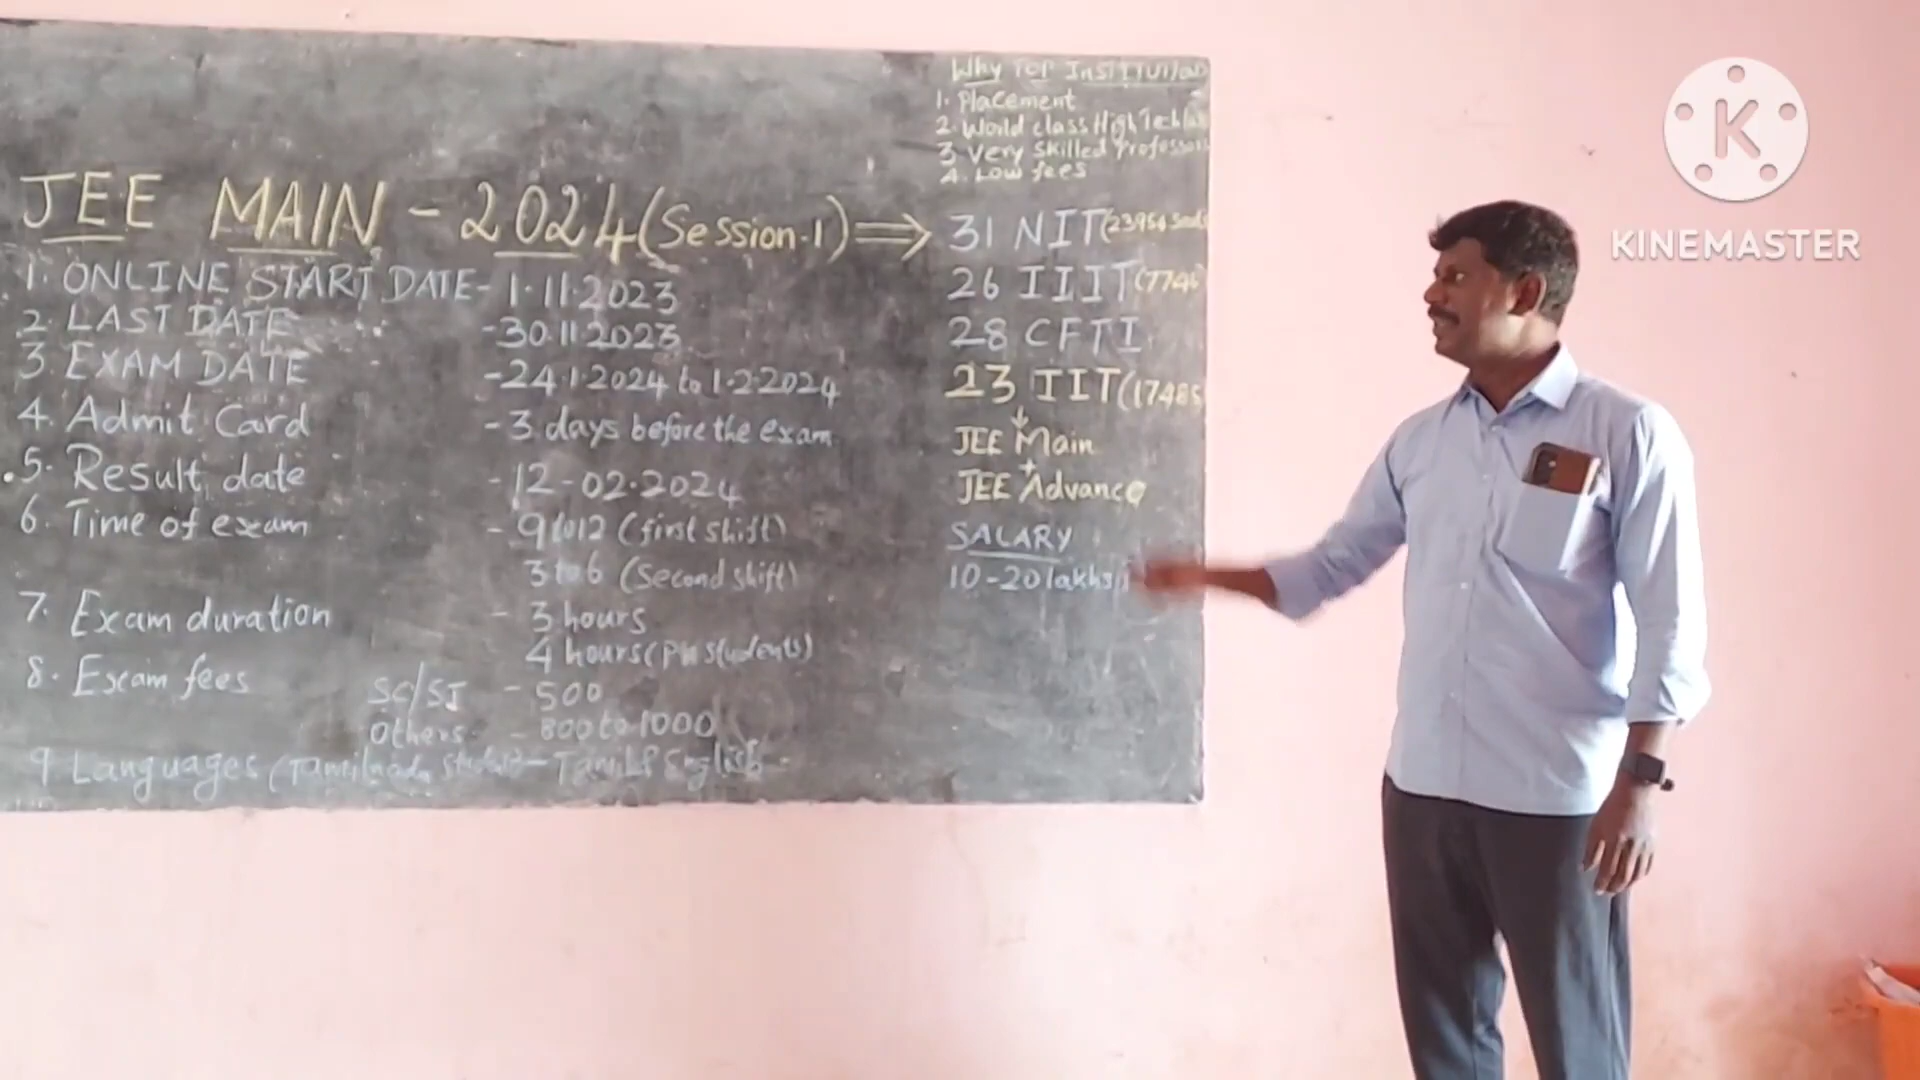 Why Top Institution
1. Placement
2. World class High Tech Lab
3. Very Skilled Professors
4. Low fees
JEE MAIN - 2024 (Session-1) ⇒
1. ONLINE START DATE - 1.11.2023
2. LAST DATE - 30.11.2023
3. EXAM DATE - 24.1.2024 to 1.2.2024
4. Admit Card - 3 days before the exam
5. Result date - 12-02.2024
6. Time of exam - 9 to 12 (first shift)
3 to 6 (Second shift)
7. Exam duration - 3 hours
4 hours (PH students)
8. Exam fees SC/ST - 500
Others - 800 to 1000
9 Languages (Tamilnadu Students) - Tamil & English
31 NIT (23954 Seats
26 IIIT (7746
28 CFTI
23 IIT (17485
↓
JEE Main
+
JEE Advance
SALARY
10-20 lakhs
K
KINEMASTER